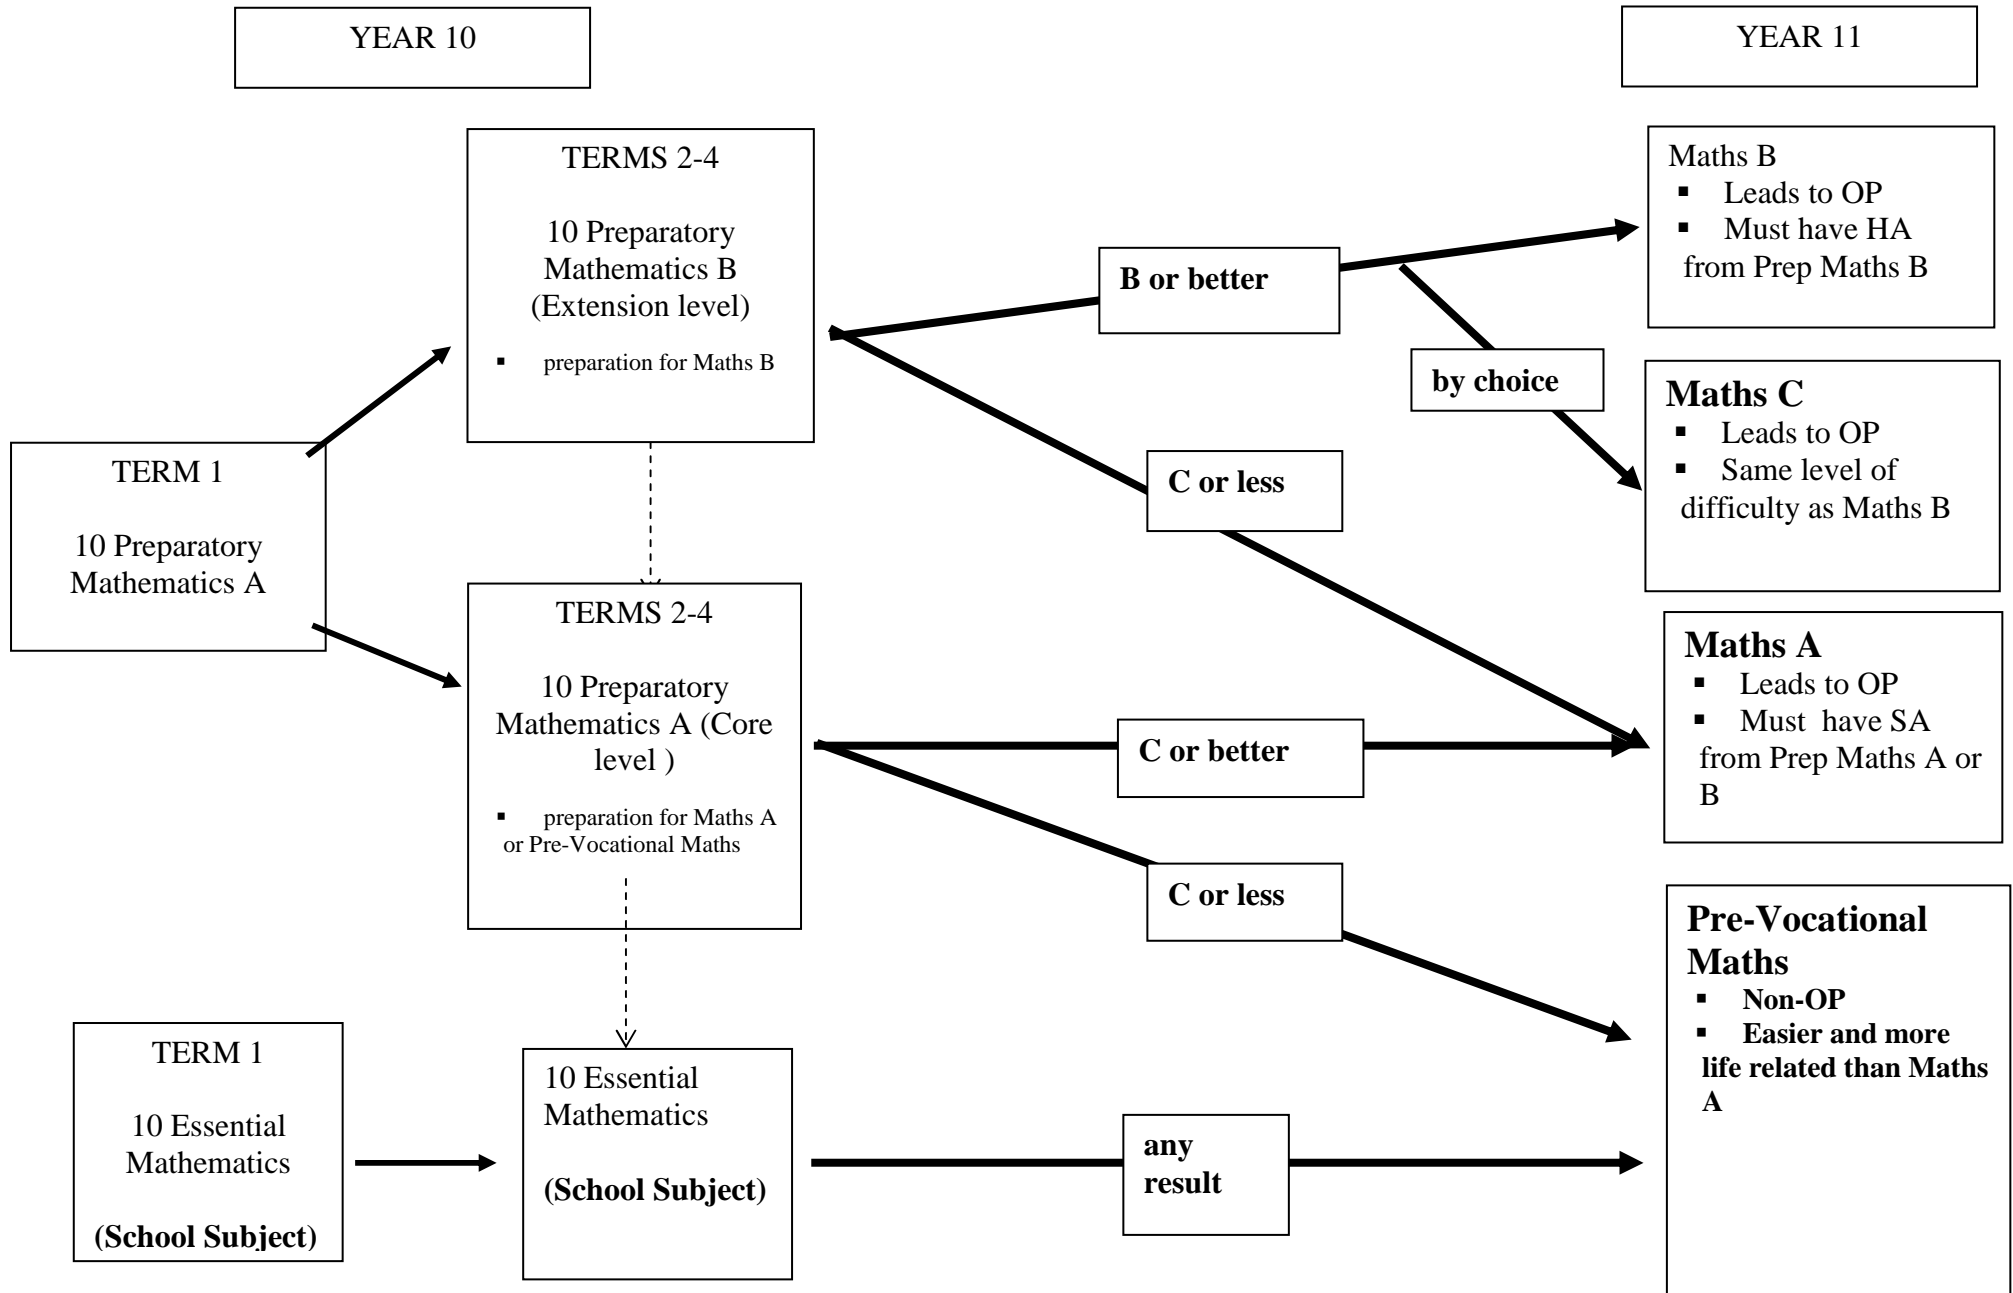 YEAR 10
YEAR 11
TERMS 2-4
10 Preparatory
Mathematics B
(Extension level)
▪ preparation for Maths B
Maths B
▪ Leads to OP
▪ Must have HA
from Prep Maths B
B or better
by choice
Maths C
▪ Leads to OP
▪ Same level of
difficulty as Maths B
TERM 1
10 Preparatory
Mathematics A
C or less
TERMS 2-4
10 Preparatory
Mathematics A (Core
level )
▪ preparation for Maths A
or Pre-Vocational Maths
C or better
Maths A
▪ Leads to OP
▪ Must have SA
from Prep Maths A or
B
C or less
Pre-Vocational
Maths
▪ Non-OP
▪ Easier and more
life related than Maths
A
TERM 1
10 Essential
Mathematics
(School Subject)
10 Essential
Mathematics
(School Subject)
any
result